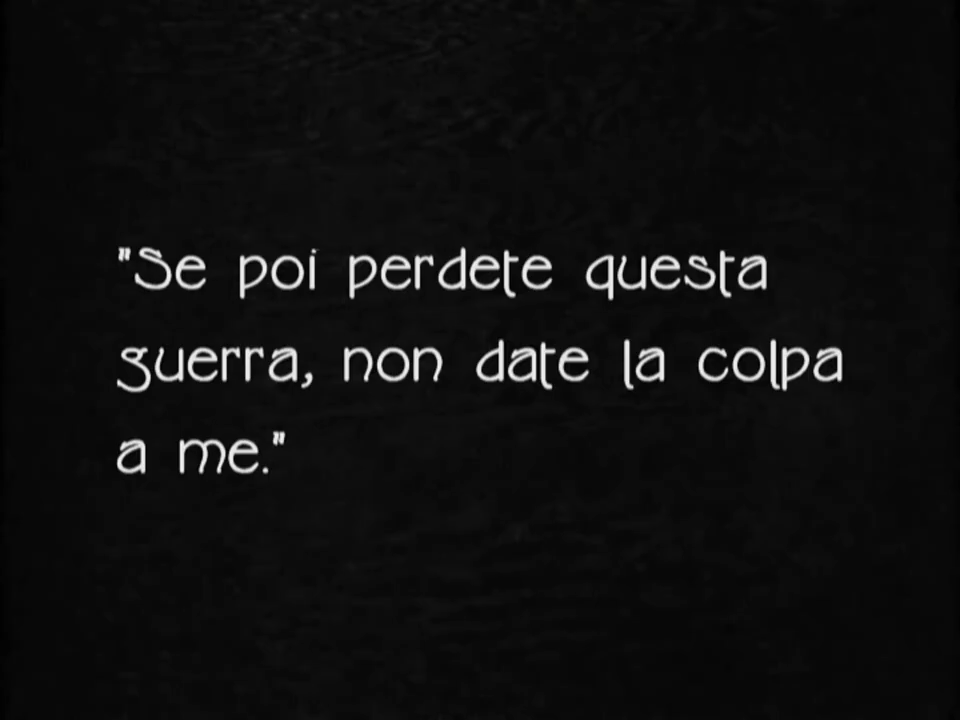 "Se poi perdete questa
guerra, non date la colpa
a me."